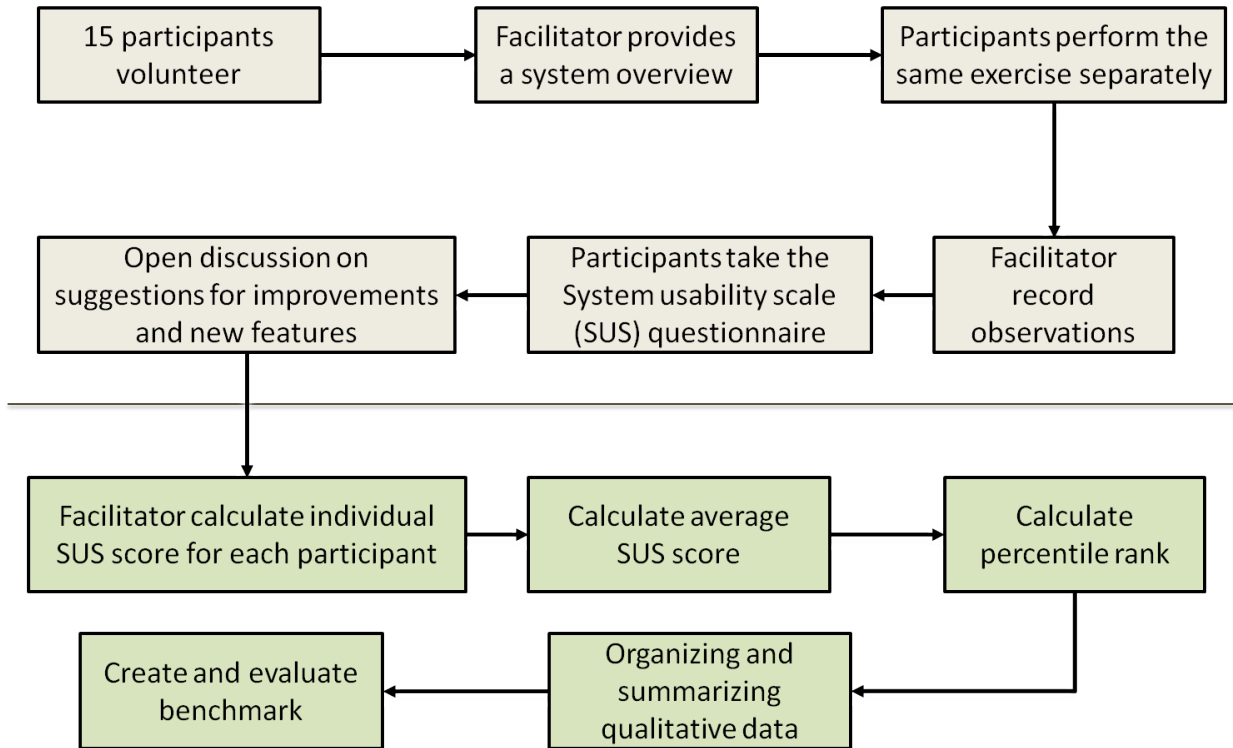 15 participants
volunteer
Facilitator provides
a system overview
Participants perform the
same exercise separately
Open discussion on
suggestions for improvements
and new features
Participants take the
System usability scale
(SUS) questionnaire
Facilitator
record
observations
Facilitator calculate individual
SUS score for each participant
Calculate average
SUS score
Calculate
percentile rank
Create and evaluate
benchmark
Organizing and
summarizing
qualitative data